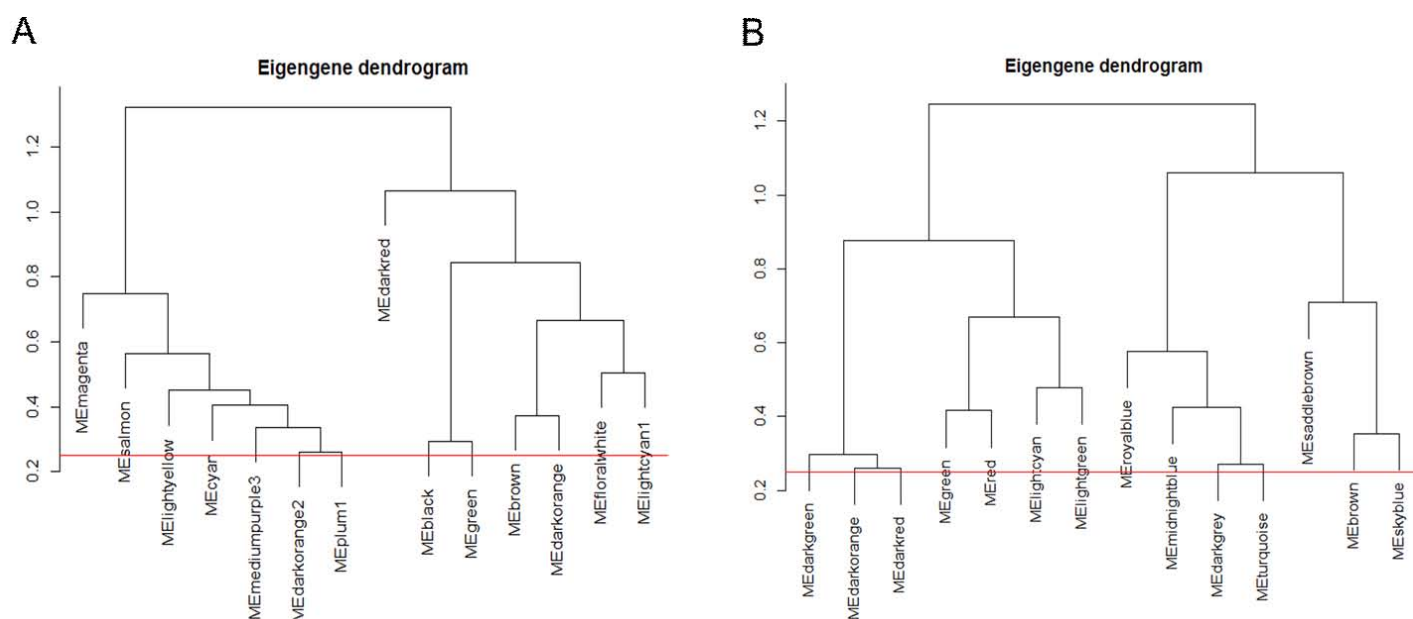 A
Eigengene dendrogram
1.2
1.0
0.8
0.6
0.4
0.2
MEmagenta
MEsalmon
MElightyellow
MEcyan
MEmediumpurple3
MEdarkorange2
MEplum1
MEdarkred
MEblack
MEgreen
MEbrown
MEdarkorange
MEfloralwhite
MElightcyan1
B
Eigengene dendrogram
1.2
1.0
0.8
0.6
0.4
0.2
MEdarkgreen
MEdarkorange
MEdarkred
MEgreen
MEred
MElightcyan
MElightgreen
MEroyalblue
MEmidnightblue
MEdarkgrey
MEturquoise
MEsaddlebrown
MEbrown
MEskyblue